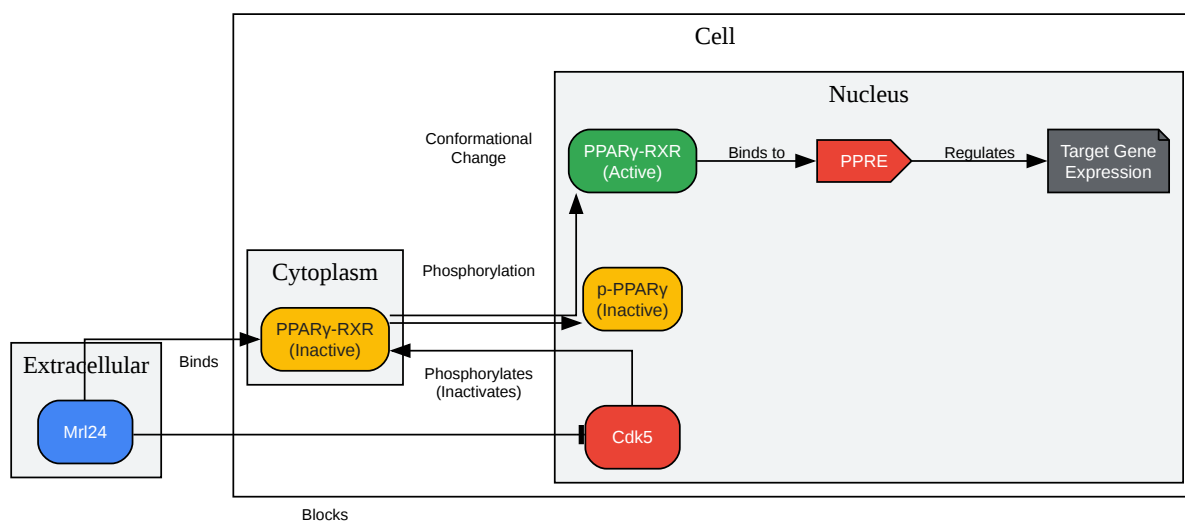 Cell
Nucleus
Conformational
Change
PPARγ-RXR
(Active)
Binds to
PPRE
Regulates
Target Gene
Expression
Cytoplasm
Phosphorylation
p-PPARγ
(Inactive)
PPARγ-RXR
(Inactive)
Extracellular
Binds
Phosphorylates
(Inactivates)
Mrl24
Cdk5
Blocks